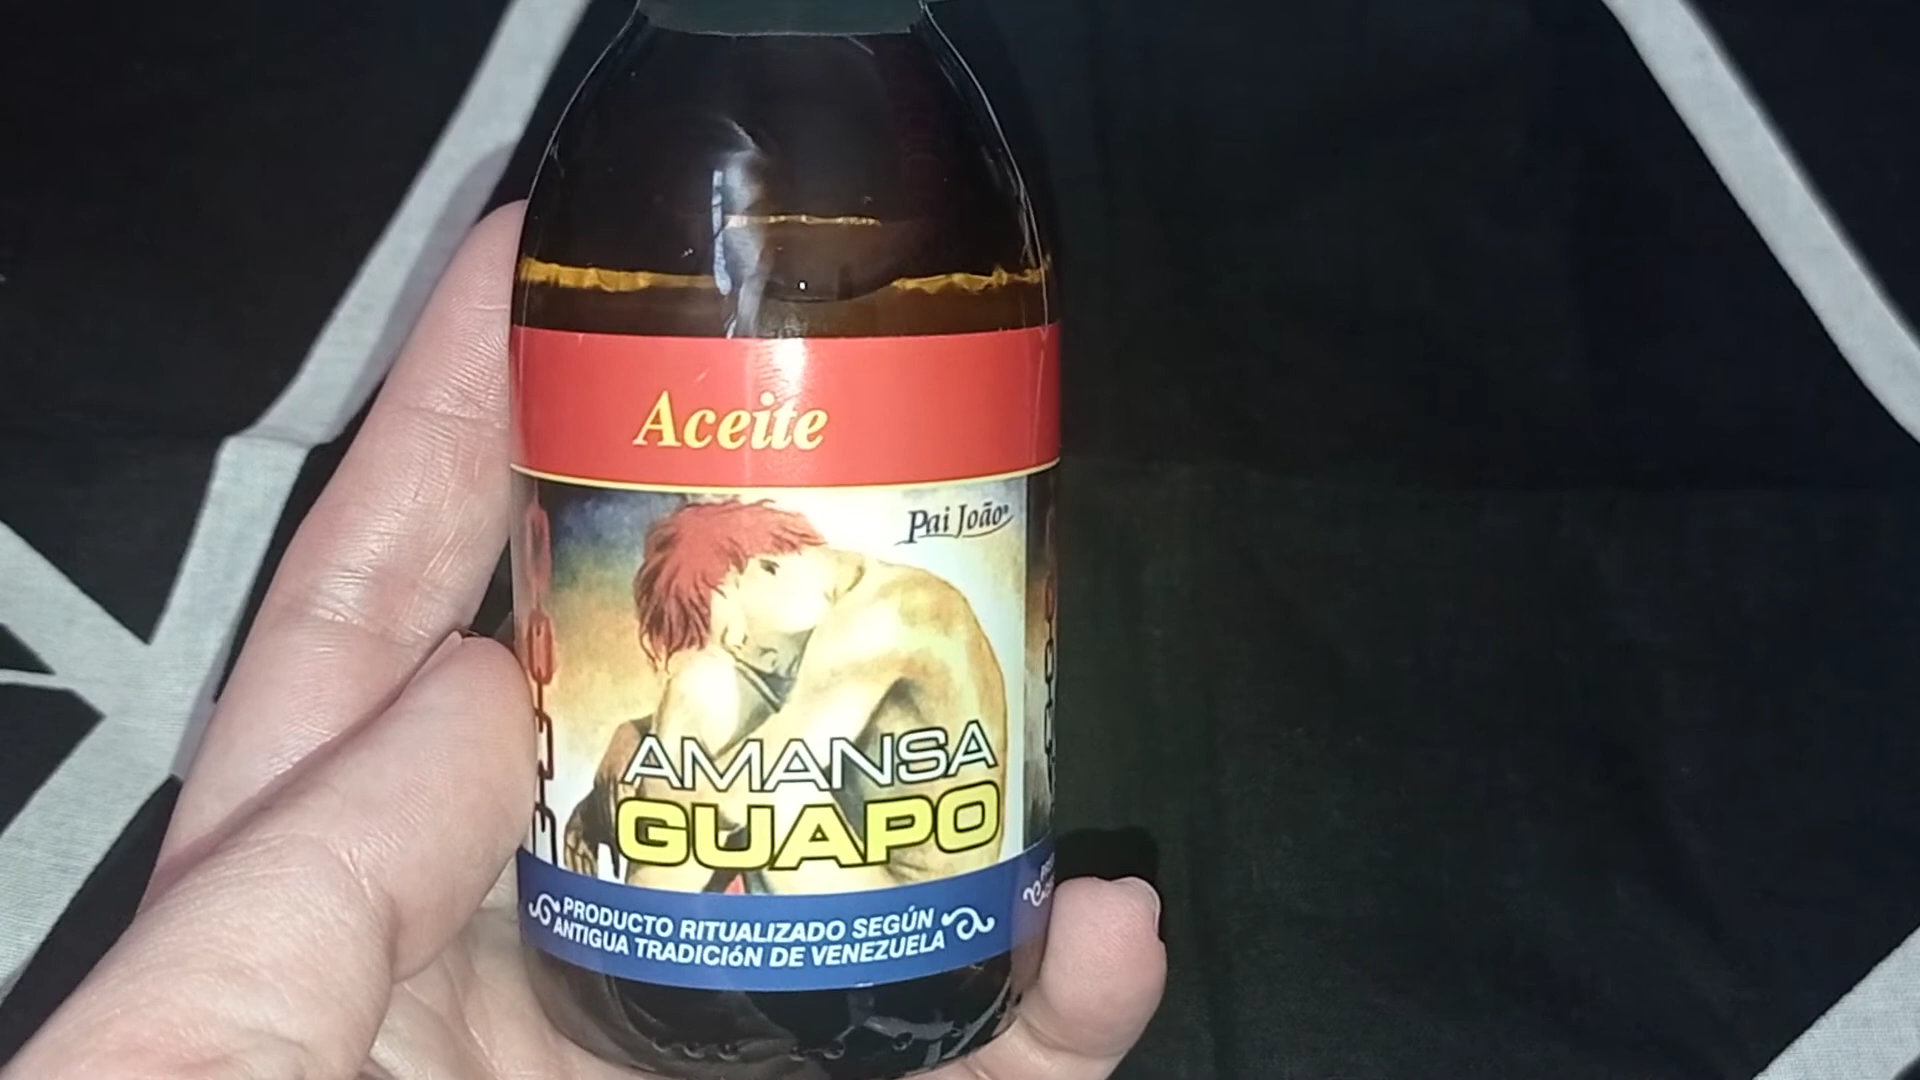 Aceite
Pai João®
AMANSA
GUAPO
PRODUCTO RITUALIZADO SEGÚN
ANTIGUA TRADICIóN DE VENEZUELA